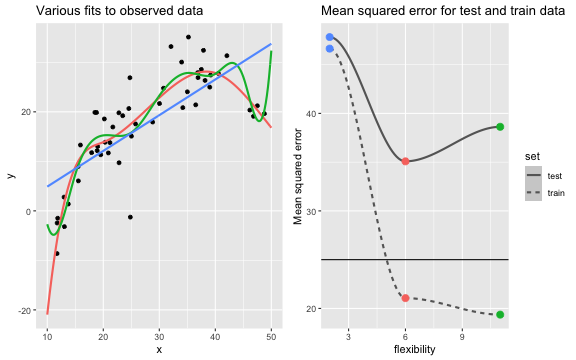 Various fits to observed data
20
0
-20
y
10
20
30
40
50
x
Mean squared error for test and train data
40
30
20
Mean squared error
3
6
9
flexibility
set
test
train